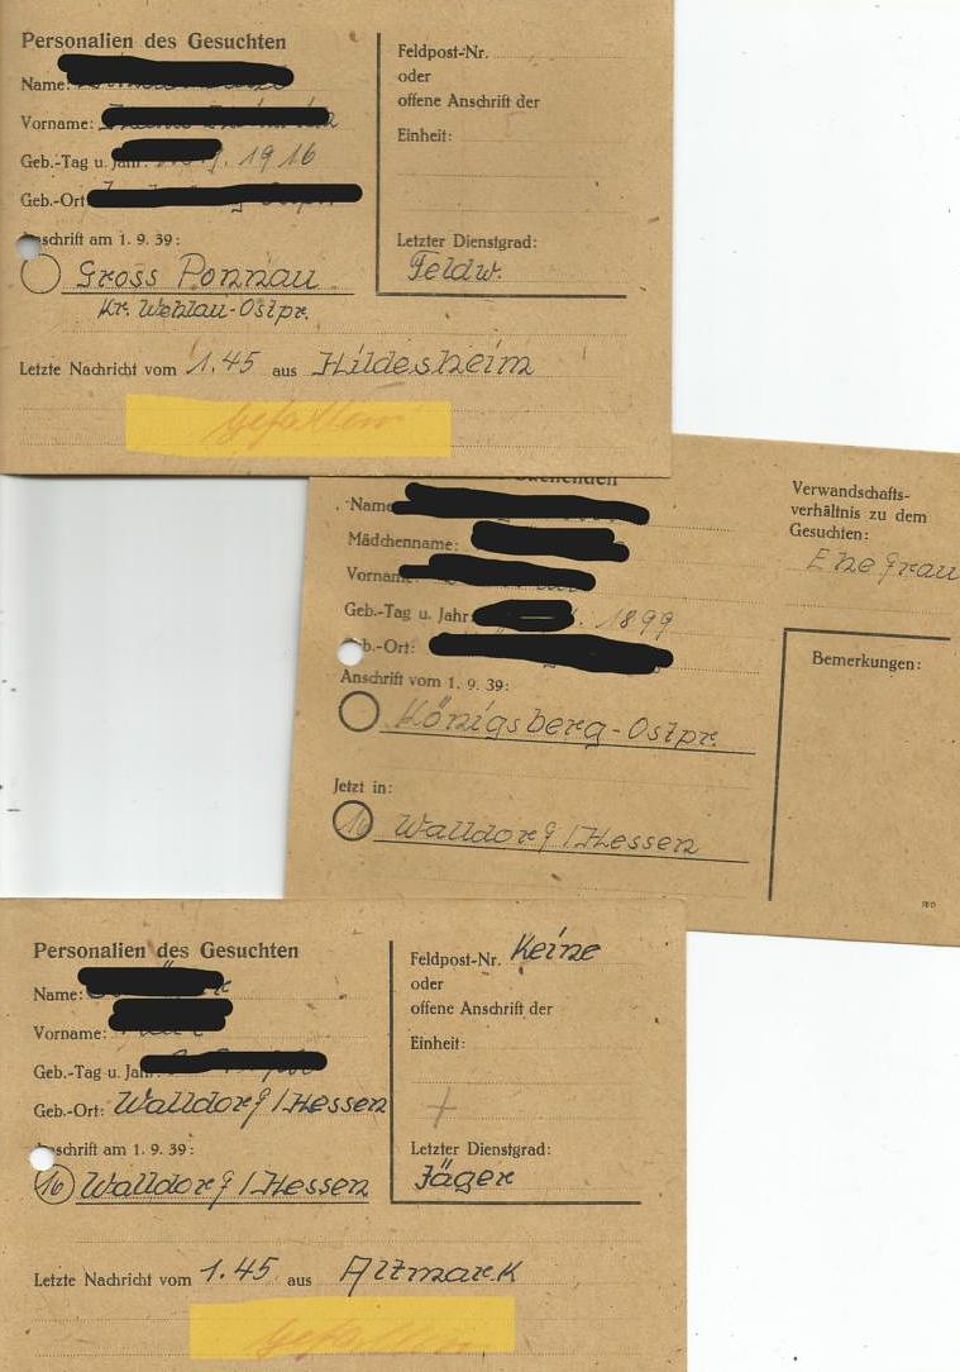 Personalien des Gesuchten
Name:
Vorname:
Geb.-Tag u. Jahr: 1916
Geb.-Ort
Anschrift am 1. 9. 39:
Gross Ponnau
Kr. Wehlau-Ostpr.
Letzte Nachricht vom 1.45 aus Hildesheim
gefallen
Feldpost-Nr.
oder
offene Anschrift der
Einheit:
Letzter Dienstgrad:
Feldw.
Name
Mädchenname:
Vorname
Geb.-Tag u. Jahr 1899
Geb.-Ort:
Anschrift vom 1. 9. 39:
Königsberg-Ostpr.
Jetzt in:
16 Walldorf/Hessen
Verwandschafts-
verhältnis zu dem
Gesuchten:
Ehefrau
Bemerkungen:
Personalien des Gesuchten
Name:
Vorname:
Geb.-Tag u. Jahr:
Geb.-Ort: Walldorf/Hessen
Anschrift am 1. 9. 39:
16 Walldorf/Hessen
Letzte Nachricht vom 1.45 aus Altmark
gefallen
Feldpost-Nr. Keine
oder
offene Anschrift der
Einheit:
Letzter Dienstgrad:
Jäger